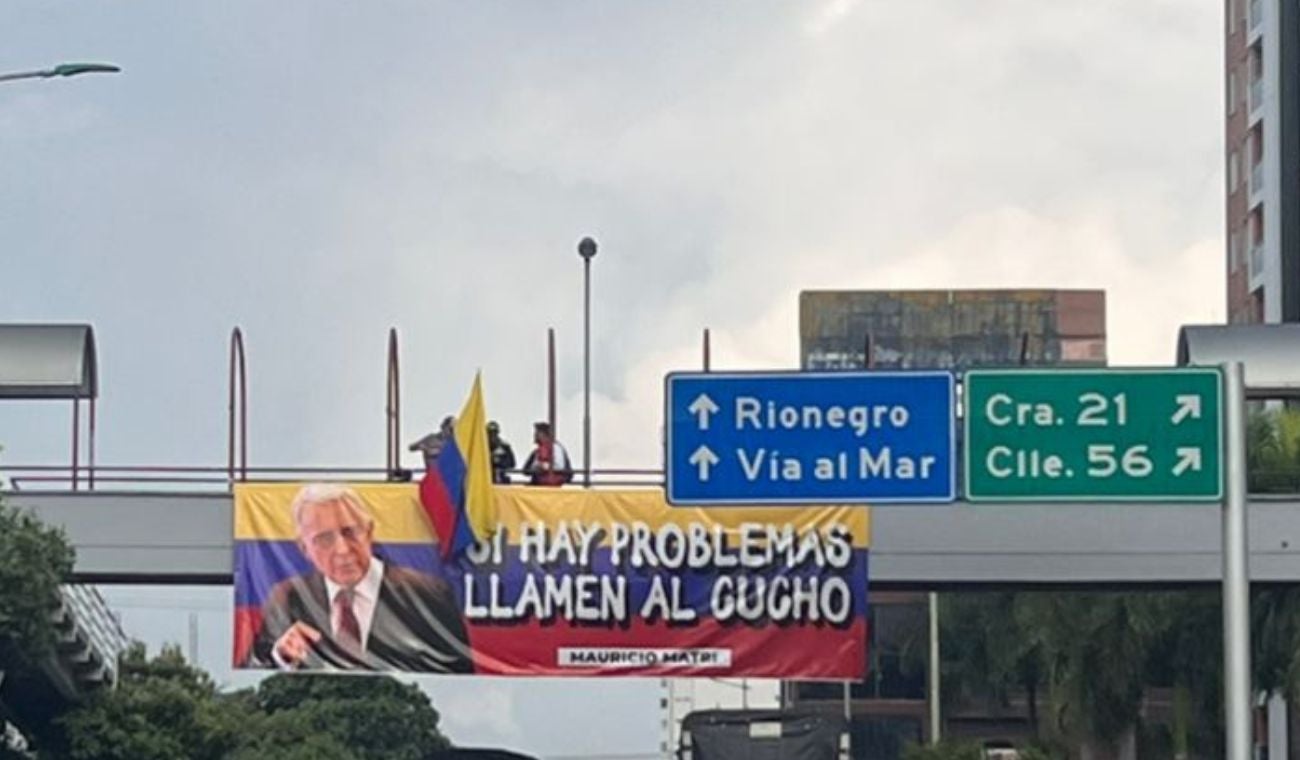 Rionegro
Vía al Mar
Cra. 21
Clle. 56
SI HAY PROBLEMAS
LLAMEN AL CUCHO
MAURICIO MATRI